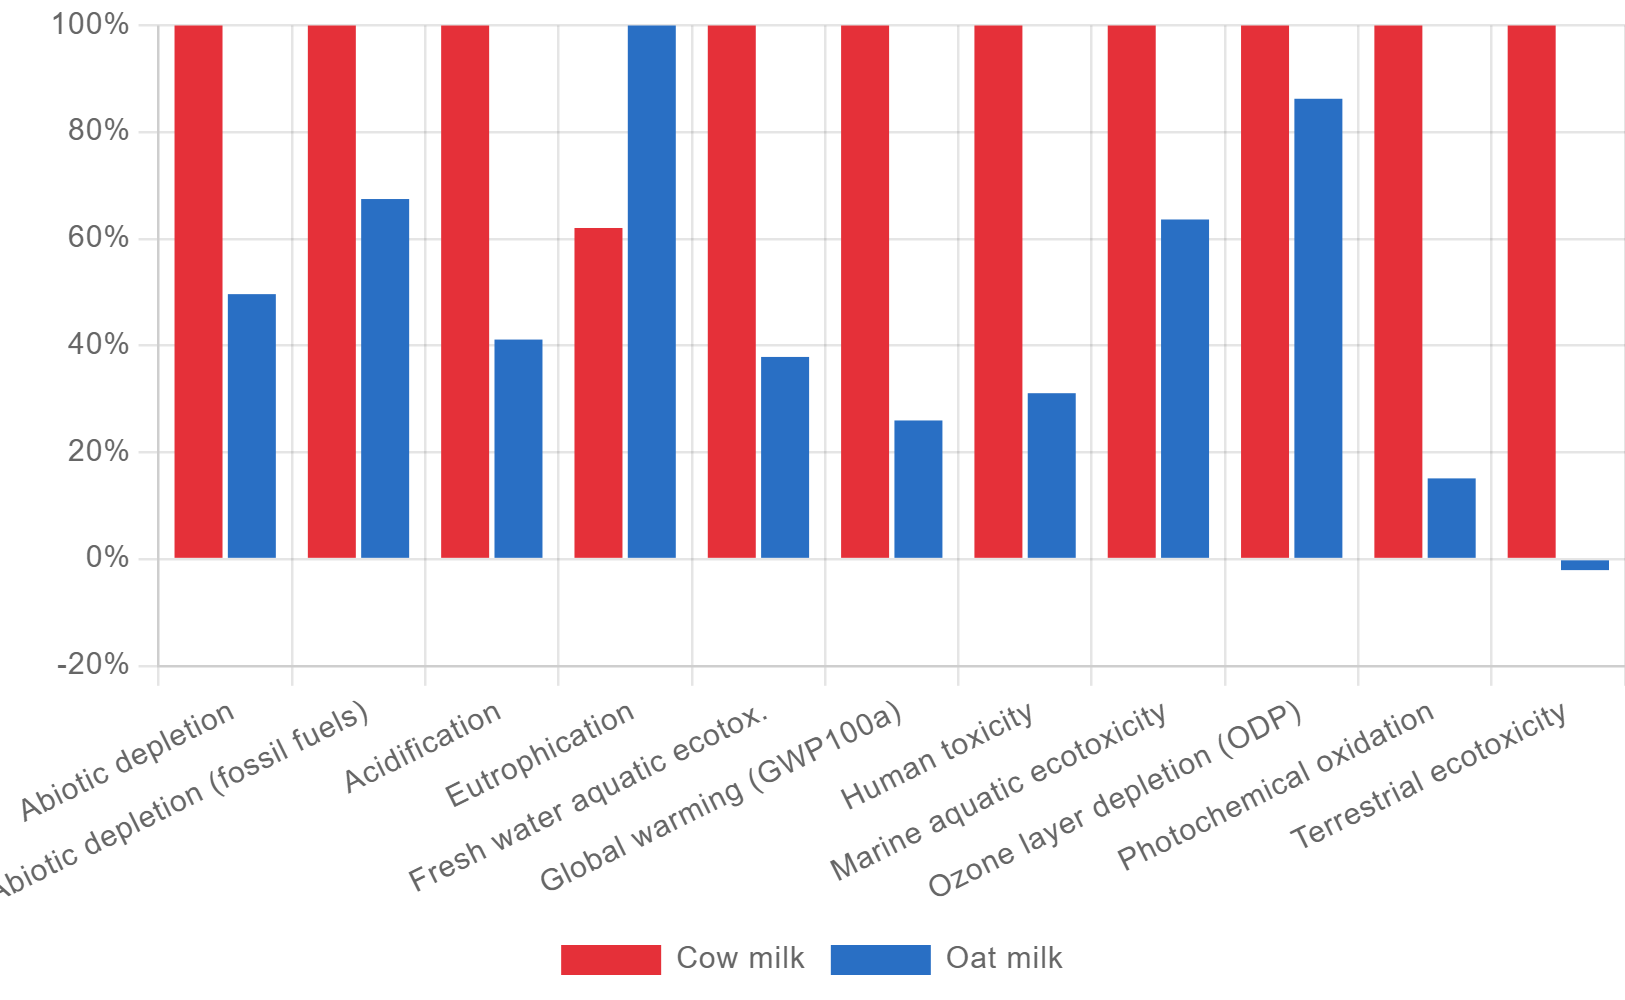 100%
80%
60%
40%
20%
0%
-20%
Abiotic depletion
Abiotic depletion (fossil fuels)
Acidification
Eutrophication
Fresh water aquatic ecotox.
Global warming (GWP100a)
Human toxicity
Marine aquatic ecotoxicity
Ozone layer depletion (ODP)
Photochemical oxidation
Terrestrial ecotoxicity
Cow milk
Oat milk